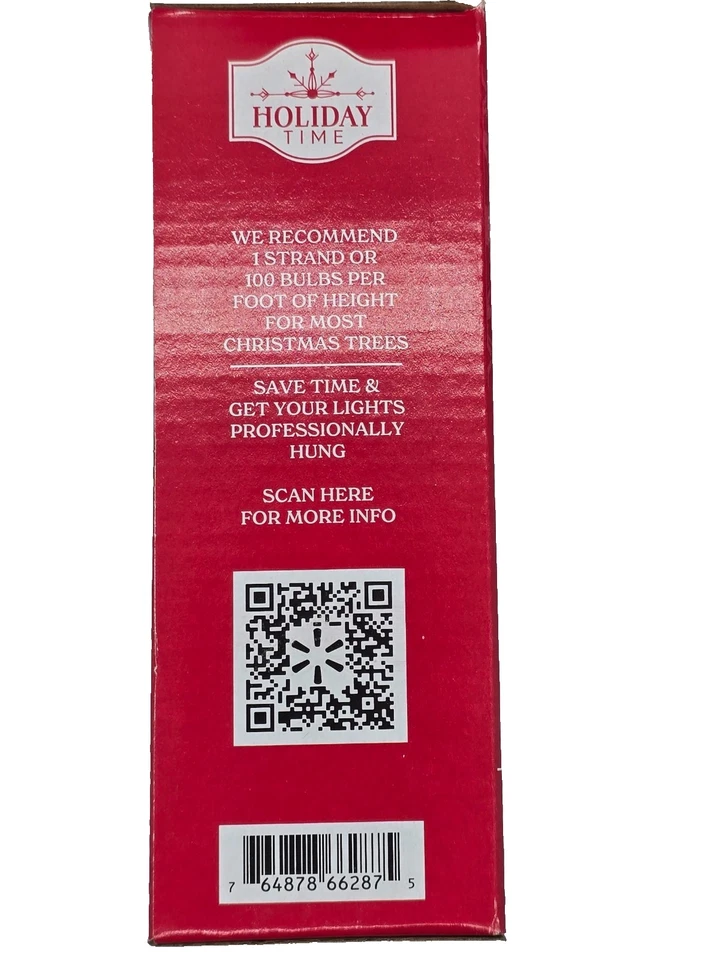 HOLIDAY
TIME
WE RECOMMEND
1 STRAND OR
100 BULBS PER
FOOT OF HEIGHT
FOR MOST
CHRISTMAS TREES
SAVE TIME &
GET YOUR LIGHTS
PROFESSIONALLY
HUNG
SCAN HERE
FOR MORE INFO
7 64878 66287 5